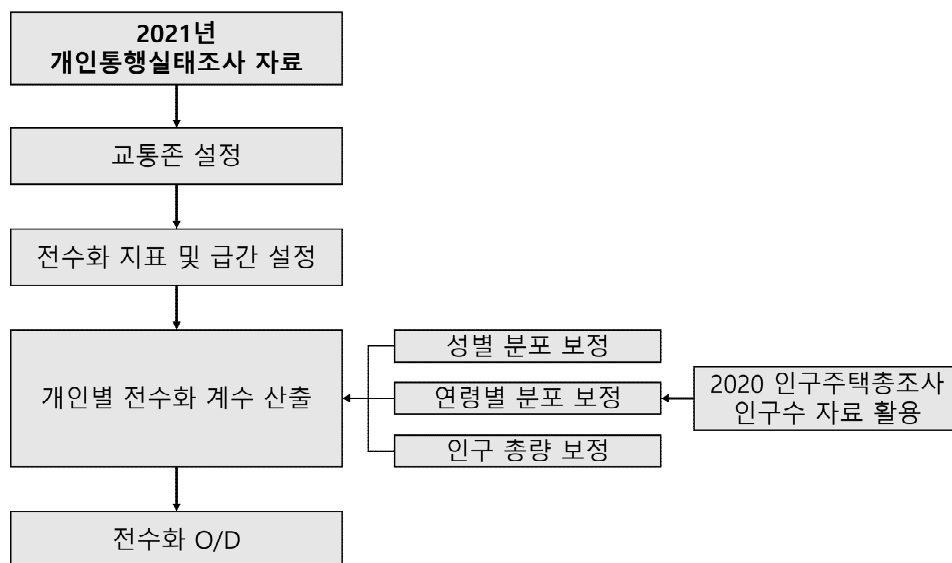 2021년
개인통행실태조사 자료
교통존 설정
전수화 지표 및 급간 설정
개인별 전수화 계수 산출
성별 분포 보정
연령별 분포 보정
인구 총량 보정
2020 인구주택총조사
인구수 자료 활용
전수화 O/D